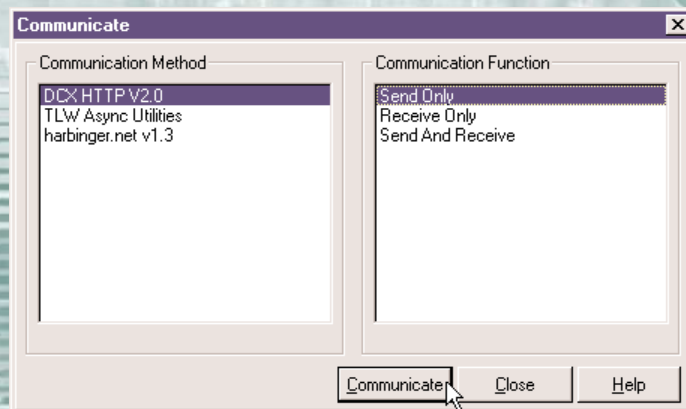 Communicate
Communication Method
DCX HTTP V2.0
TLW Async Utilities
harbinger.net v1.3
Communication Function
Send Only
Receive Only
Send And Receive
Communicate Close Help